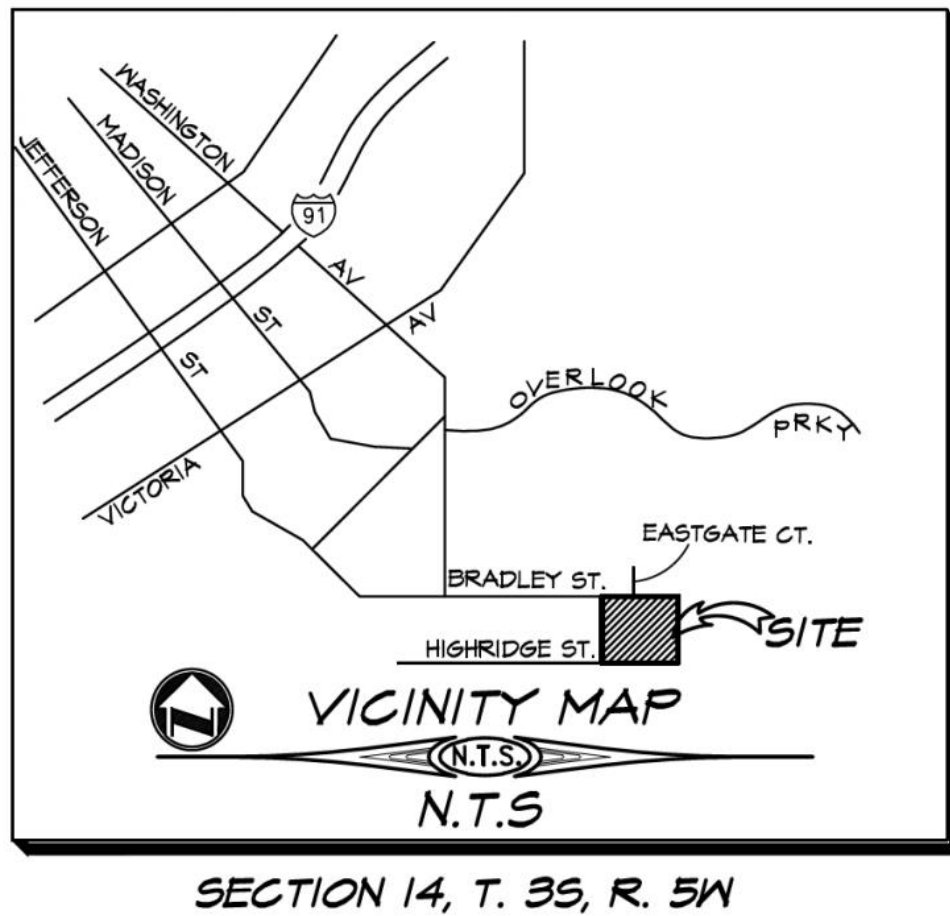 WASHINGTON
MADISON
JEFFERSON
91
AV
ST
AV
ST
OVERLOOK
PRKY
VICTORIA
EASTGATE CT.
BRADLEY ST.
SITE
HIGHRIDGE ST.
N
VICINITY MAP
N.T.S.
N.T.S
SECTION 14, T. 3S, R. 5W